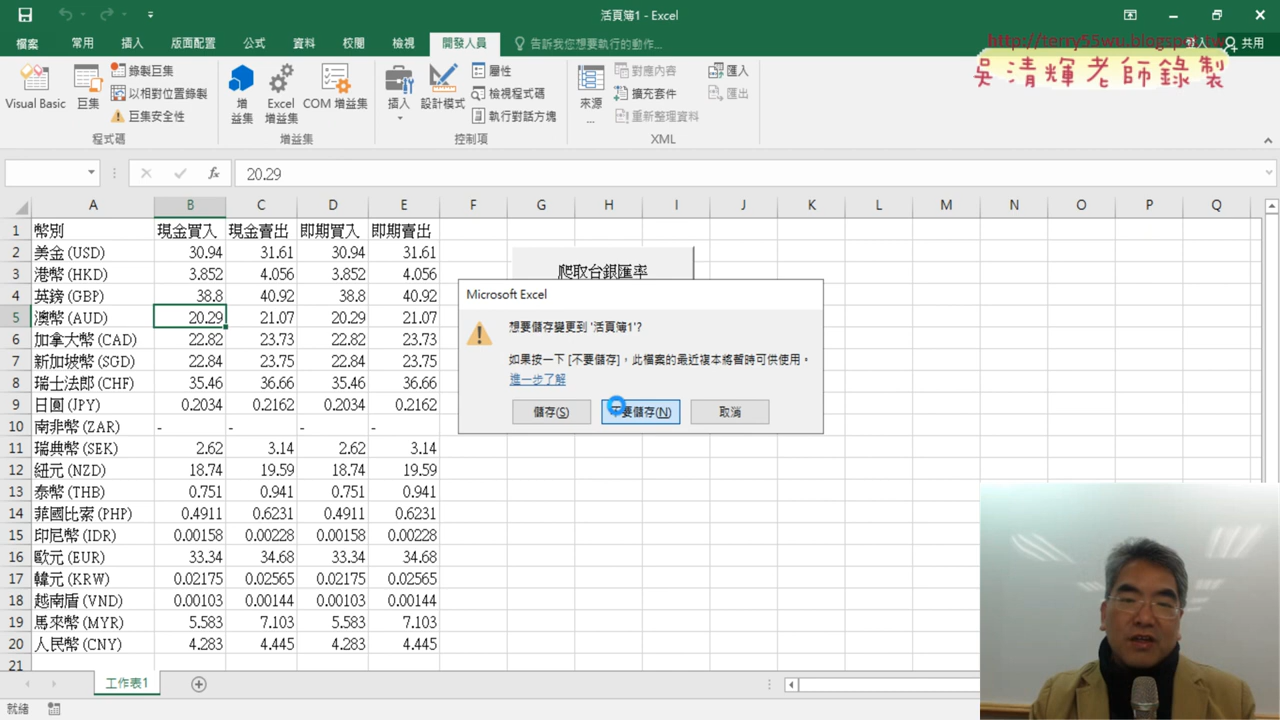 活頁簿1 - Excel
檔案 常用 插入 版面配置 公式 資料 校閱 檢視 開發人員 告訴我您想要執行的動作... 共用
http://terry55wu.blogspot.tw
吳清輝老師錄製
Visual Basic 巨集 錄製巨集 以相對位置錄製 巨集安全性
程式碼
增益集 Excel 增益集 COM 增益集
增益集
插入 設計模式 屬性 檢視程式碼 執行對話方塊
控制項
來源... 對應內容 擴充套件 重新整理資料 匯入 匯出
XML
fx 20.29
A B C D E F G H I J K L M N O P Q
1 幣別 現金買入 現金賣出 即期買入 即期賣出
2 美金 (USD) 30.94 31.61 30.94 31.61
3 港幣 (HKD) 3.852 4.056 3.852 4.056
4 英鎊 (GBP) 38.8 40.92 38.8 40.92
5 澳幣 (AUD) 20.29 21.07 20.29 21.07
6 加拿大幣 (CAD) 22.82 23.73 22.82 23.73
7 新加坡幣 (SGD) 22.84 23.75 22.84 23.75
8 瑞士法郎 (CHF) 35.46 36.66 35.46 36.66
9 日圓 (JPY) 0.2034 0.2162 0.2034 0.2162
10 南非幣 (ZAR) - - - -
11 瑞典幣 (SEK) 2.62 3.14 2.62 3.14
12 紐元 (NZD) 18.74 19.59 18.74 19.59
13 泰幣 (THB) 0.751 0.941 0.751 0.941
14 菲國比索 (PHP) 0.4911 0.6231 0.4911 0.6231
15 印尼幣 (IDR) 0.00158 0.00228 0.00158 0.00228
16 歐元 (EUR) 33.34 34.68 33.34 34.68
17 韓元 (KRW) 0.02175 0.02565 0.02175 0.02565
18 越南盾 (VND) 0.00103 0.00144 0.00103 0.00144
19 馬來幣 (MYR) 5.583 7.103 5.583 7.103
20 人民幣 (CNY) 4.283 4.445 4.283 4.445
21
爬取台銀匯率
Microsoft Excel
想要儲存變更到 '活頁簿1'?
如果按一下 [不要儲存]，此檔案的最近複本將暫時可供使用。
進一步了解
儲存(S) 不要儲存(N) 取消
工作表1
就緒